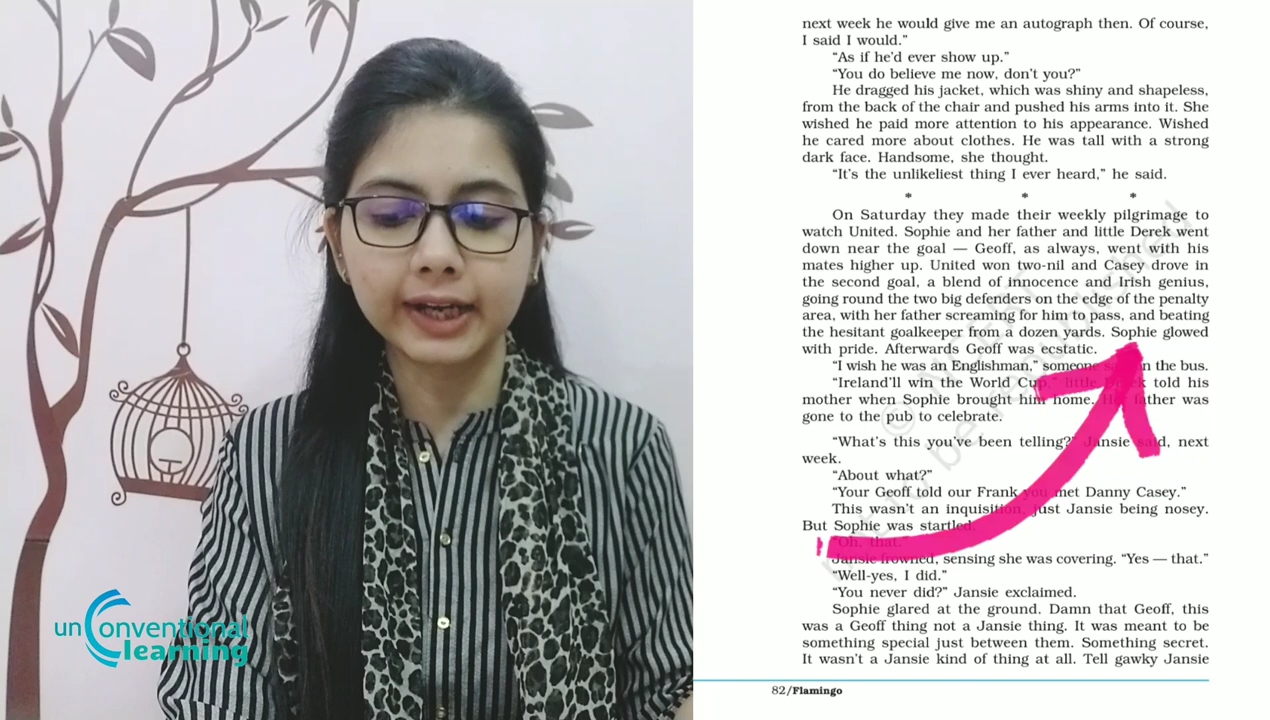 next week he would give me an autograph then. Of course,
I said I would.”
“As if he’d ever show up.”
“You do believe me now, don’t you?”
He dragged his jacket, which was shiny and shapeless,
from the back of the chair and pushed his arms into it. She
wished he paid more attention to his appearance. Wished
he cared more about clothes. He was tall with a strong
dark face. Handsome, she thought.
“It’s the unlikeliest thing I ever heard,” he said.
* * *
On Saturday they made their weekly pilgrimage to
watch United. Sophie and her father and little Derek went
down near the goal — Geoff, as always, went with his
mates higher up. United won two-nil and Casey drove in
the second goal, a blend of innocence and Irish genius,
going round the two big defenders on the edge of the penalty
area, with her father screaming for him to pass, and beating
the hesitant goalkeeper from a dozen yards. Sophie glowed
with pride. Afterwards Geoff was ecstatic.
“I wish he was an Englishman,” someone on the bus.
“Ireland’ll win the World Cup,” little Derek told his
mother when Sophie brought him home. Her father was
gone to the pub to celebrate.
“What’s this you’ve been telling?” Jansie said, next
week.
“About what?”
“Your Geoff told our Frank you met Danny Casey.”
This wasn’t an inquisition, just Jansie being nosey.
But Sophie was startled.
“Oh, that.”
Jansie frowned, sensing she was covering. “Yes — that.”
“Well-yes, I did.”
“You never did?” Jansie exclaimed.
Sophie glared at the ground. Damn that Geoff, this
was a Geoff thing not a Jansie thing. It was meant to be
something special just between them. Something secret.
It wasn’t a Jansie kind of thing at all. Tell gawky Jansie
82/Flamingo
unConventional
learning